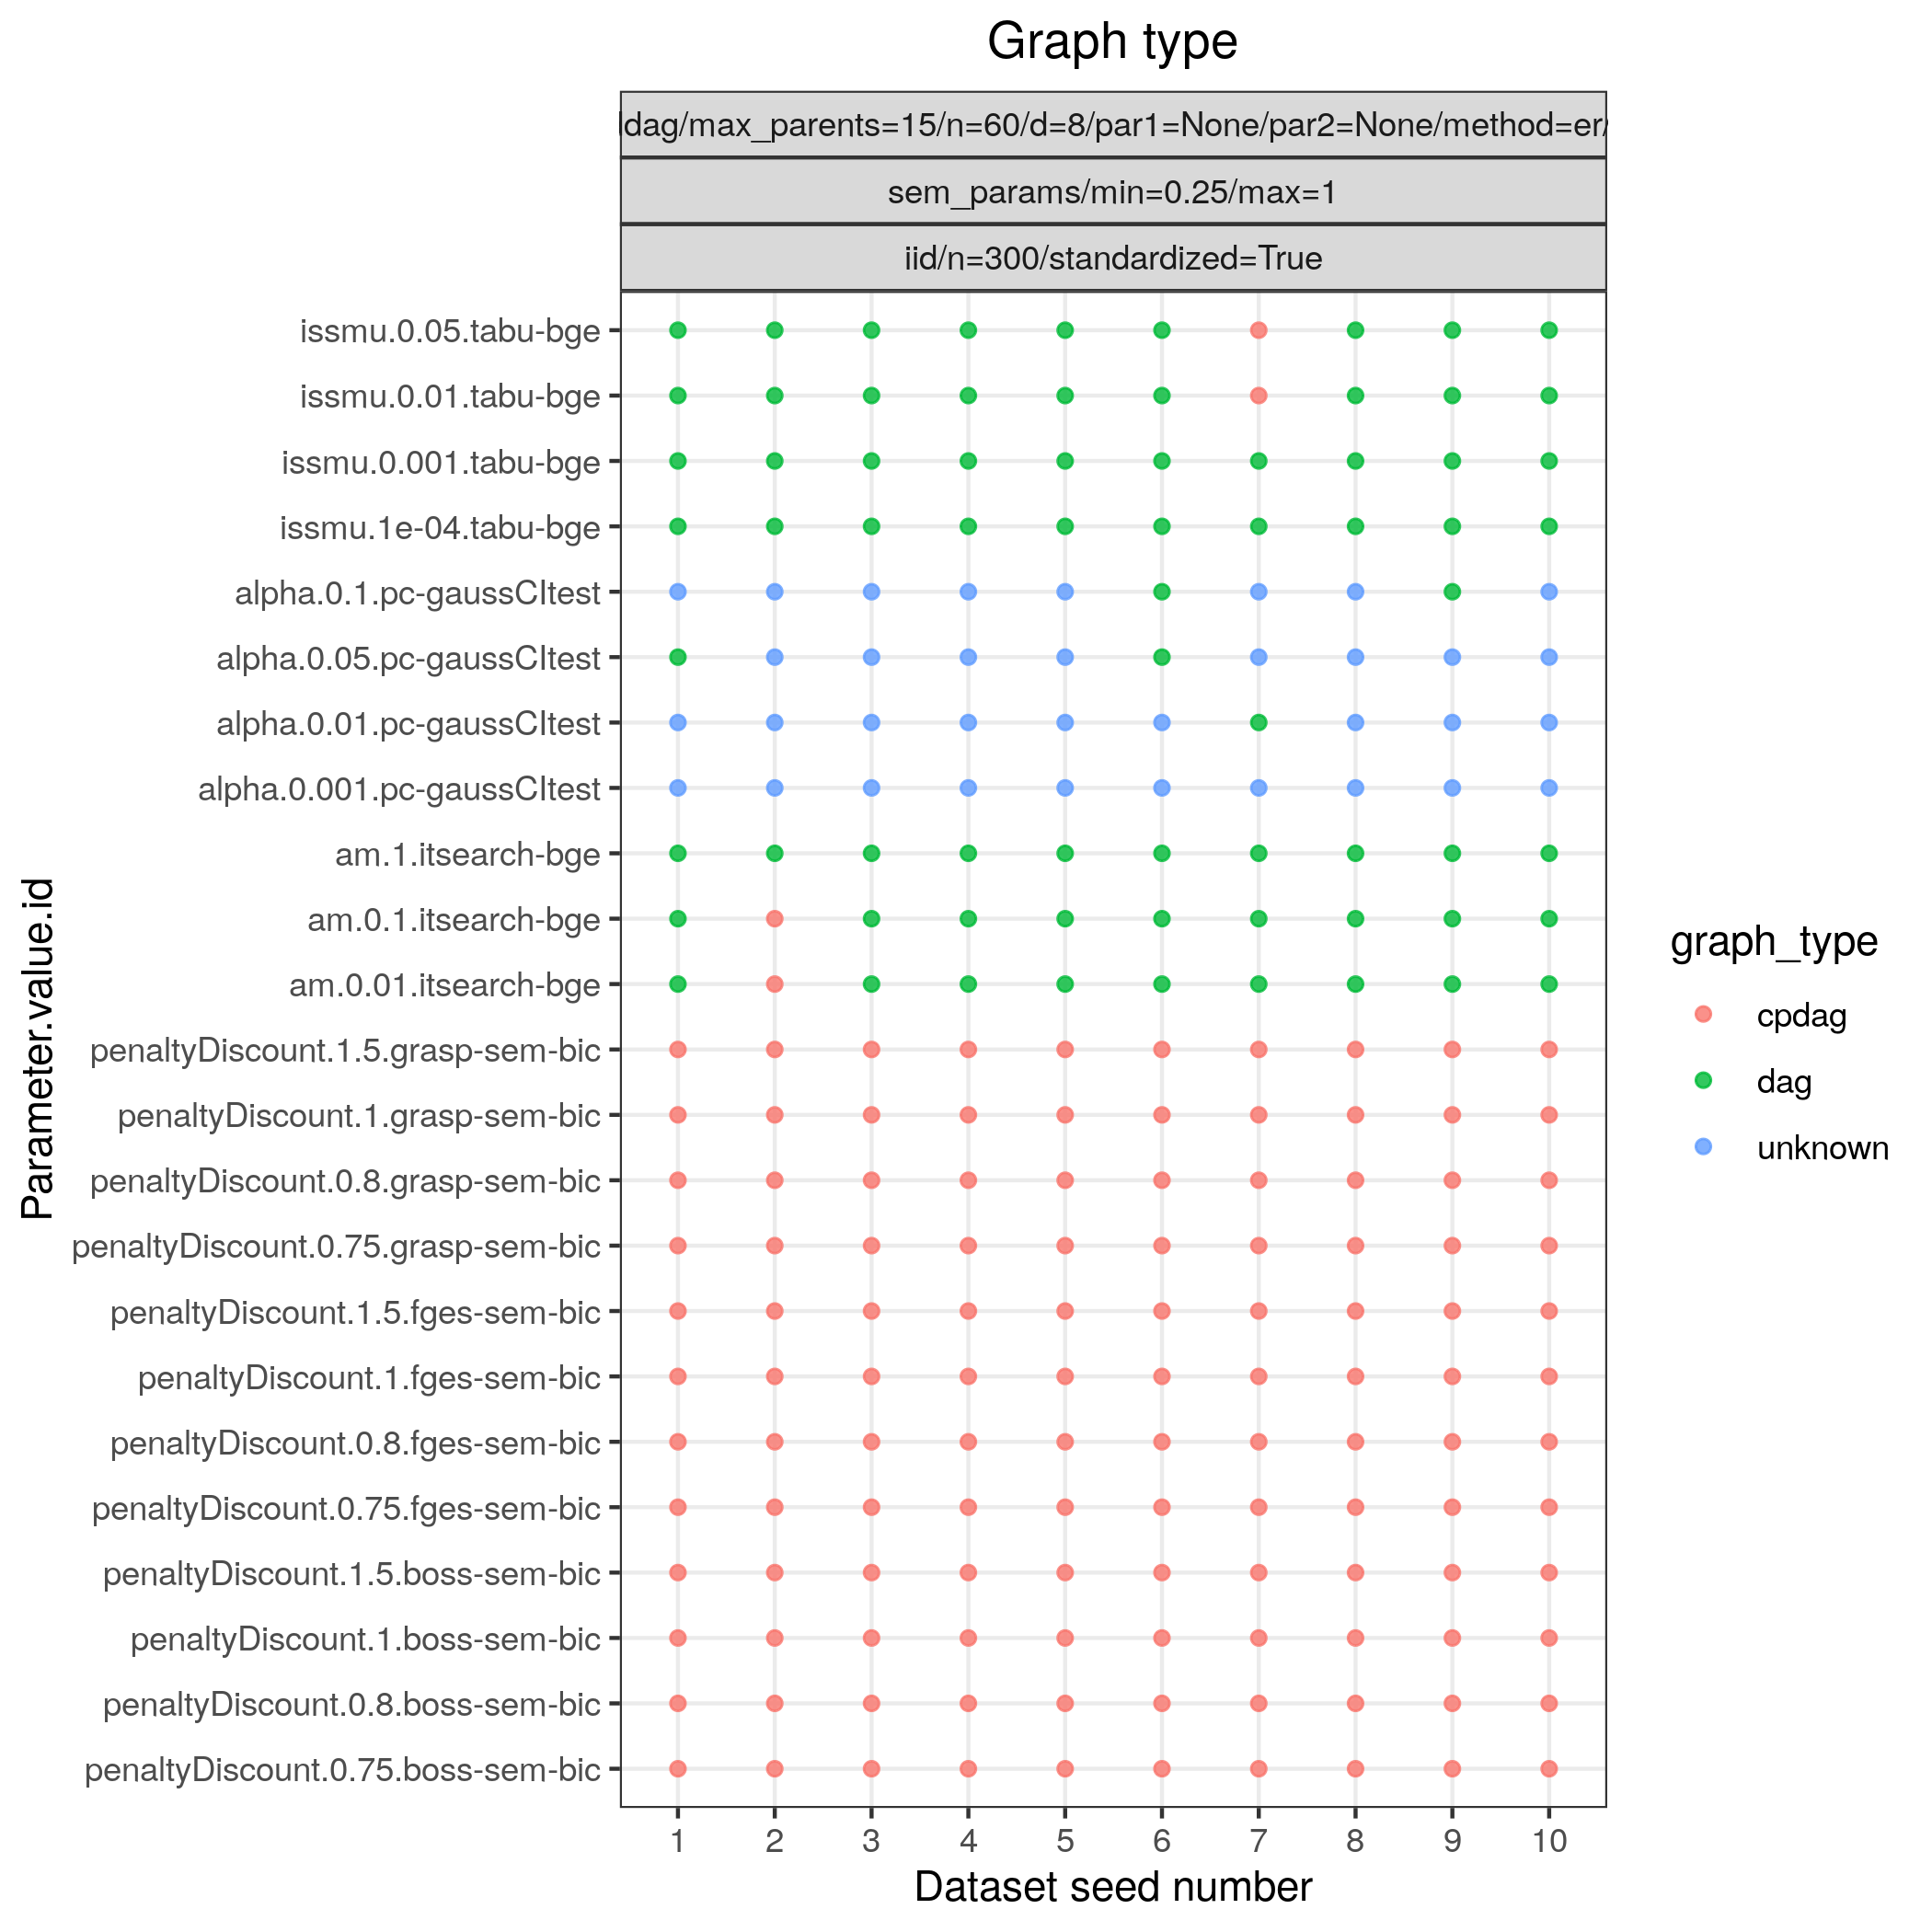 Graph type
dag/max_parents=15/n=60/d=8/par1=None/par2=None/method=er/
sem_params/min=0.25/max=1
iid/n=300/standardized=True
issmu.0.05.tabu-bge
issmu.0.01.tabu-bge
issmu.0.001.tabu-bge
issmu.1e-04.tabu-bge
alpha.0.1.pc-gaussCItest
alpha.0.05.pc-gaussCItest
alpha.0.01.pc-gaussCItest
alpha.0.001.pc-gaussCItest
am.1.itsearch-bge
am.0.1.itsearch-bge
am.0.01.itsearch-bge
penaltyDiscount.1.5.grasp-sem-bic
penaltyDiscount.1.grasp-sem-bic
penaltyDiscount.0.8.grasp-sem-bic
penaltyDiscount.0.75.grasp-sem-bic
penaltyDiscount.1.5.fges-sem-bic
penaltyDiscount.1.fges-sem-bic
penaltyDiscount.0.8.fges-sem-bic
penaltyDiscount.0.75.fges-sem-bic
penaltyDiscount.1.5.boss-sem-bic
penaltyDiscount.1.boss-sem-bic
penaltyDiscount.0.8.boss-sem-bic
penaltyDiscount.0.75.boss-sem-bic
Parameter.value.id
1 2 3 4 5 6 7 8 9 10
Dataset seed number
graph_type
cpdag
dag
unknown